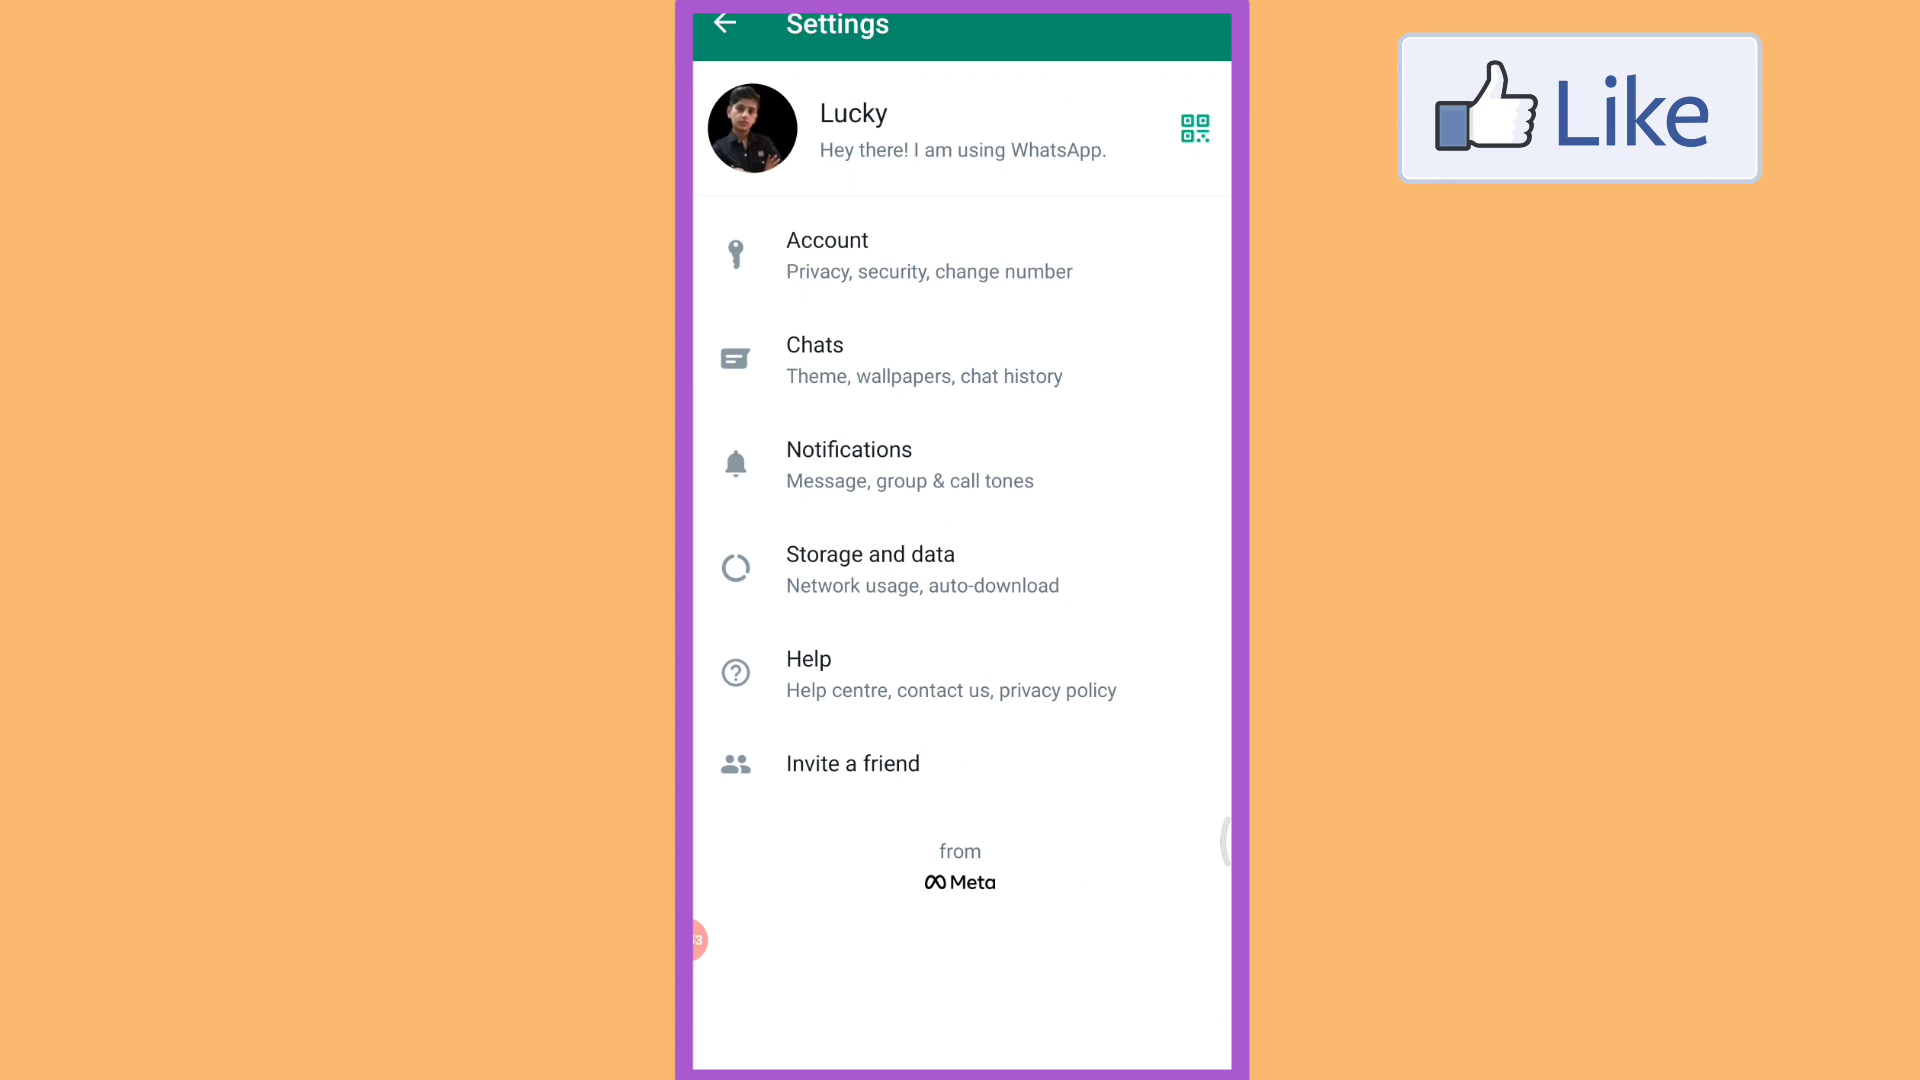 Settings
Like
Lucky
Hey there! I am using WhatsApp.
Account
Privacy, security, change number
Chats
Theme, wallpapers, chat history
Notifications
Message, group & call tones
Storage and data
Network usage, auto-download
Help
Help centre, contact us, privacy policy
Invite a friend
from
Meta